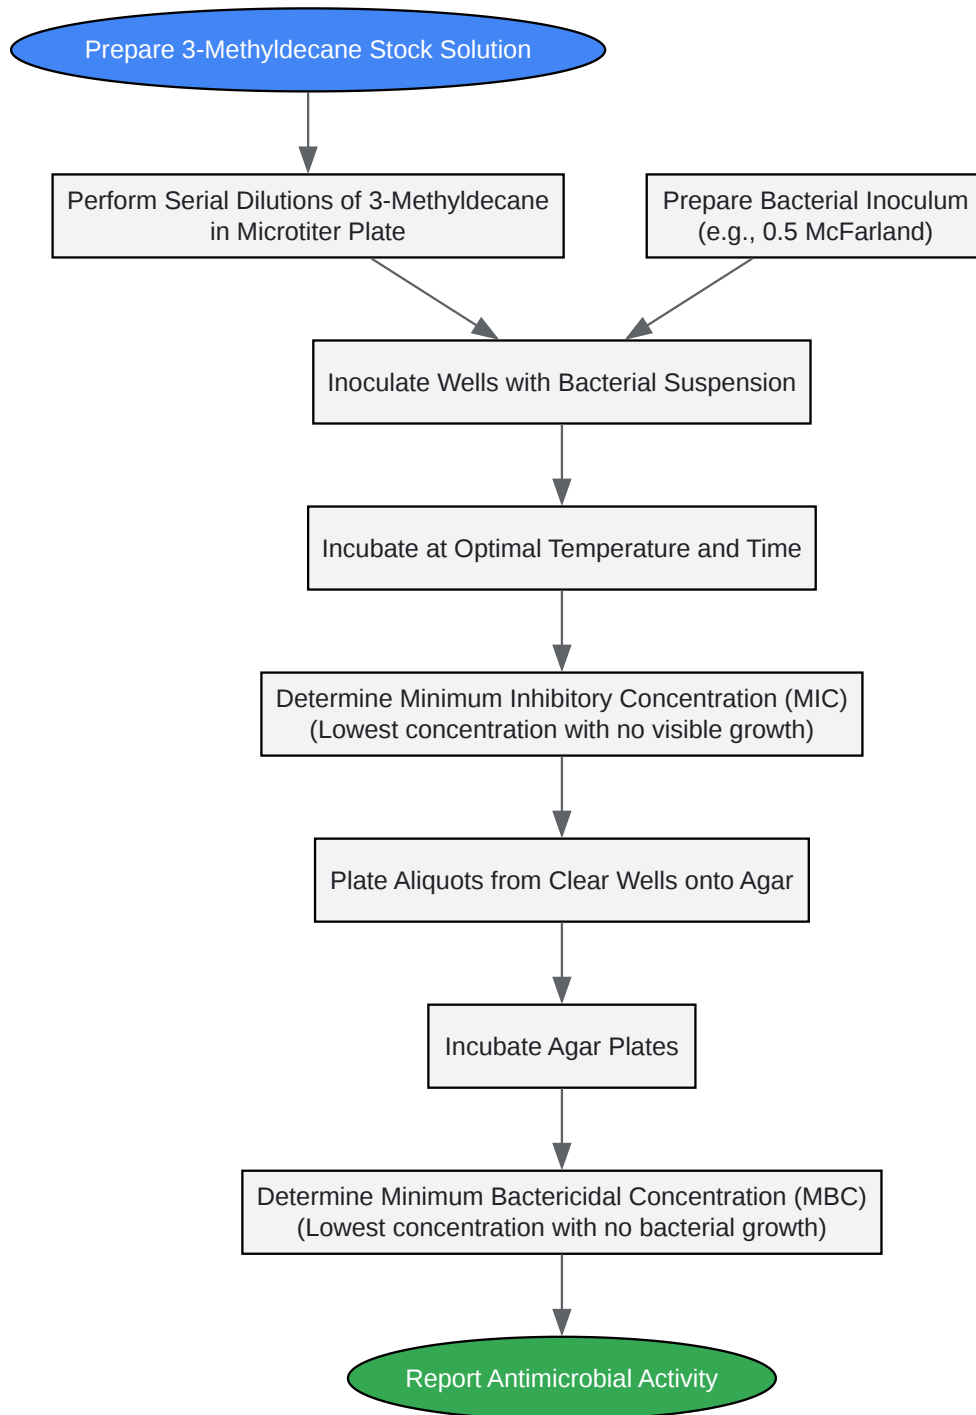 Prepare 3-Methyldecane Stock Solution
Perform Serial Dilutions of 3-Methyldecane
in Microtiter Plate
Prepare Bacterial Inoculum
(e.g., 0.5 McFarland)
Inoculate Wells with Bacterial Suspension
Incubate at Optimal Temperature and Time
Determine Minimum Inhibitory Concentration (MIC)
(Lowest concentration with no visible growth)
Plate Aliquots from Clear Wells onto Agar
Incubate Agar Plates
Determine Minimum Bactericidal Concentration (MBC)
(Lowest concentration with no bacterial growth)
Report Antimicrobial Activity